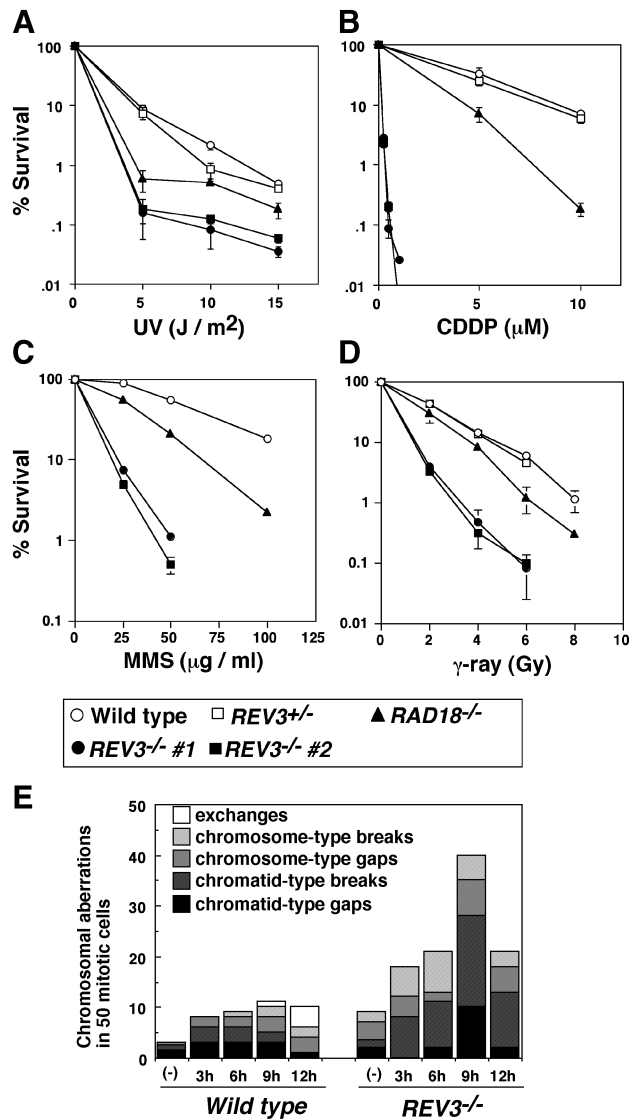 A
B
100
10
1
.1
.01
% Survival
0 5 10 15
UV (J / m2)
100
10
1
.1
.01
0 5 10
CDDP (μM)
C
D
100
10
1
0.1
% Survival
0 25 50 75 100 125
MMS (μg / ml)
100
10
1
0.1
0.01
0 2 4 6 8 10
γ-ray (Gy)
Wild type REV3+/- RAD18-/-
REV3-/- #1 REV3-/- #2
E
Chromosomal aberrations
in 50 mitotic cells
50
40
30
20
10
0
exchanges
chromosome-type breaks
chromosome-type gaps
chromatid-type breaks
chromatid-type gaps
(-) 3h 6h 9h 12h (-) 3h 6h 9h 12h
Wild type REV3-/-